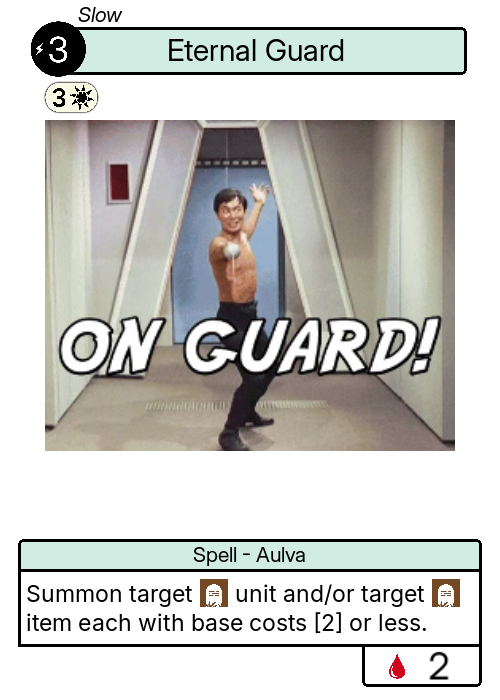 Slow
3
Eternal Guard
3
ON GUARD!
Spell - Aulva
Summon target unit and/or target
item each with base costs [2] or less.
2